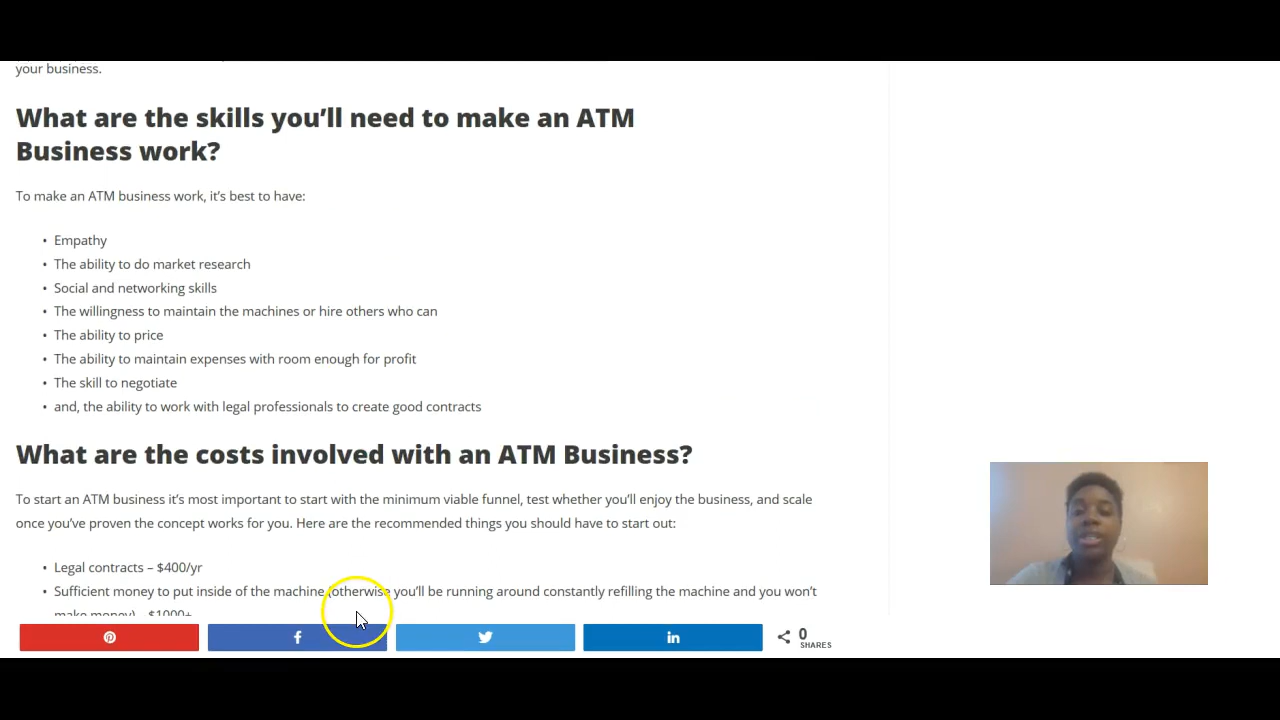 your business.
What are the skills you’ll need to make an ATM
Business work?
To make an ATM business work, it’s best to have:
• Empathy
• The ability to do market research
• Social and networking skills
• The willingness to maintain the machines or hire others who can
• The ability to price
• The ability to maintain expenses with room enough for profit
• The skill to negotiate
• and, the ability to work with legal professionals to create good contracts
What are the costs involved with an ATM Business?
To start an ATM business it’s most important to start with the minimum viable funnel, test whether you’ll enjoy the business, and scale
once you’ve proven the concept works for you. Here are the recommended things you should have to start out:
• Legal contracts – $400/yr
• Sufficient money to put inside of the machine (otherwise you’ll be running around constantly refilling the machine and you won’t
make money) – $1000+
0
SHARES